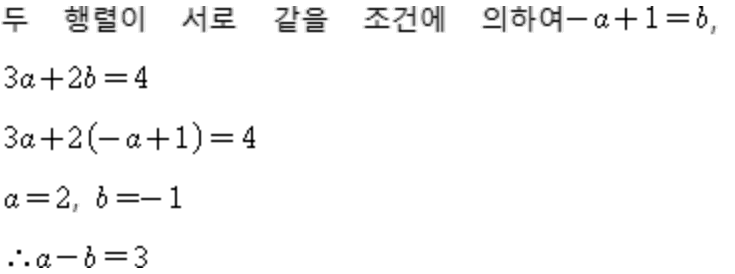 두 행렬이 서로 같을 조건에 의하여 −a+1=b,
3a+2b=4
3a+2(−a+1)=4
a=2, b=−1
∴a−b=3